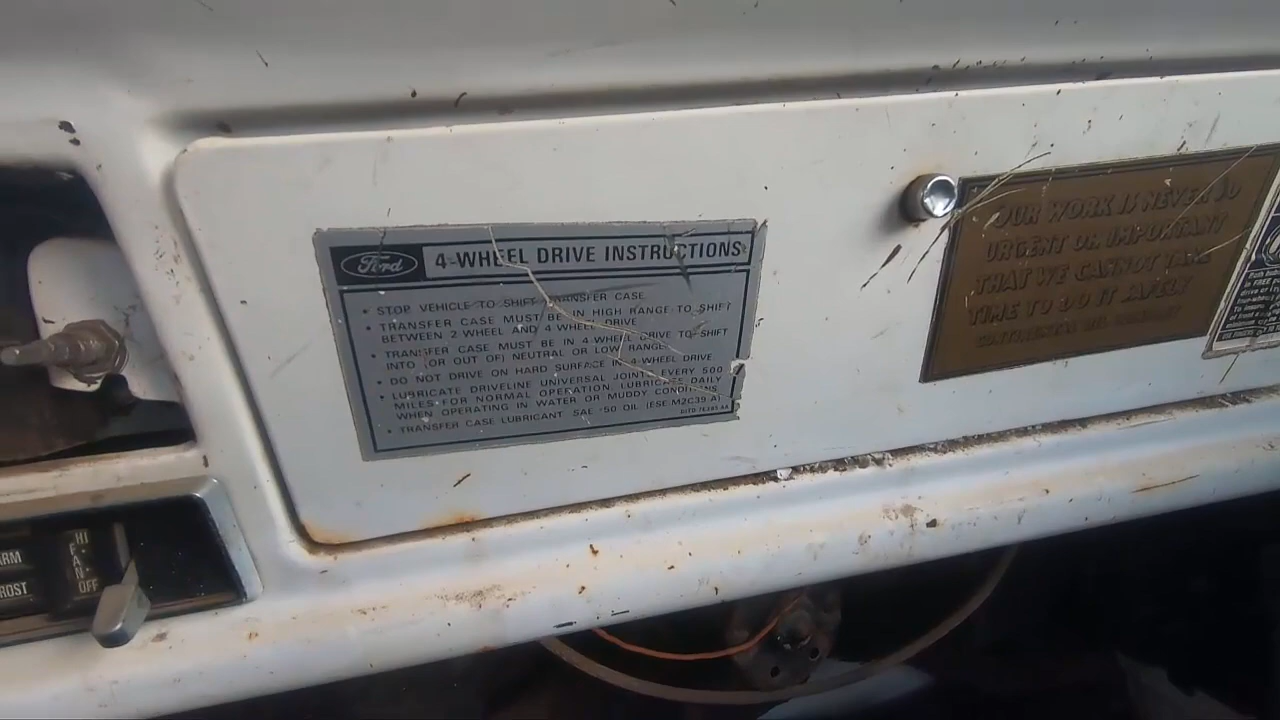 Ford
4-WHEEL DRIVE INSTRUCTIONS
• STOP VEHICLE TO SHIFT TRANSFER CASE
• TRANSFER CASE MUST BE IN HIGH RANGE TO SHIFT
BETWEEN 2 WHEEL AND 4 WHEEL DRIVE
• TRANSFER CASE MUST BE IN 4-WHEEL DRIVE TO SHIFT
INTO (OR OUT OF) NEUTRAL OR LOW RANGE
• DO NOT DRIVE ON HARD SURFACE IN 4-WHEEL DRIVE
• LUBRICATE DRIVELINE UNIVERSAL JOINTS EVERY 500
MILES FOR NORMAL OPERATION, LUBRICATE DAILY
WHEN OPERATING IN WATER OR MUDDY CONDITIONS
• TRANSFER CASE LUBRICANT SAE 50 OIL (ESE M2C39 A)
OUR WORK IS NEVER SO
URGENT OR IMPORTANT
THAT WE CANNOT TAKE
TIME TO DO IT SAFELY
CONTINENTAL OIL COMPANY
HI
FAN
OFF
ARM
ROST